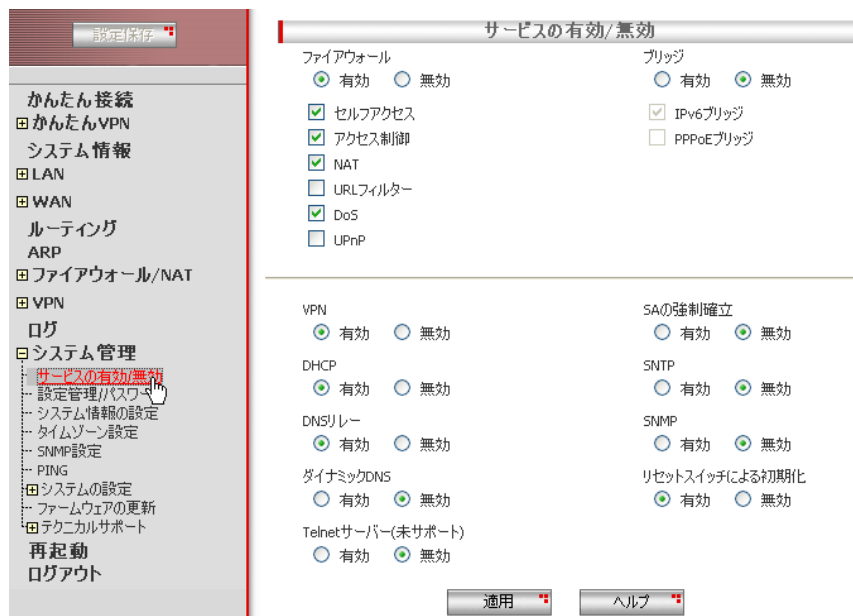 設定保存
かんたん接続
かんたんVPN
システム情報
LAN
WAN
ルーティング
ARP
ファイアウォール/NAT
VPN
ログ
システム管理
サービスの有効/無効
設定管理/パスワード
システム情報の設定
タイムゾーン設定
SNMP設定
PING
システムの設定
ファームウェアの更新
テクニカルサポート
再起動
ログアウト
サービスの有効/無効
ファイアウォール
有効 無効
セルフアクセス
アクセス制御
NAT
URLフィルター
DoS
UPnP
ブリッジ
有効 無効
IPv6ブリッジ
PPPoEブリッジ
VPN
有効 無効
SAの強制確立
有効 無効
DHCP
有効 無効
SNTP
有効 無効
DNSリレー
有効 無効
SNMP
有効 無効
ダイナミックDNS
有効 無効
リセットスイッチによる初期化
有効 無効
Telnetサーバー(未サポート)
有効 無効
適用
ヘルプ